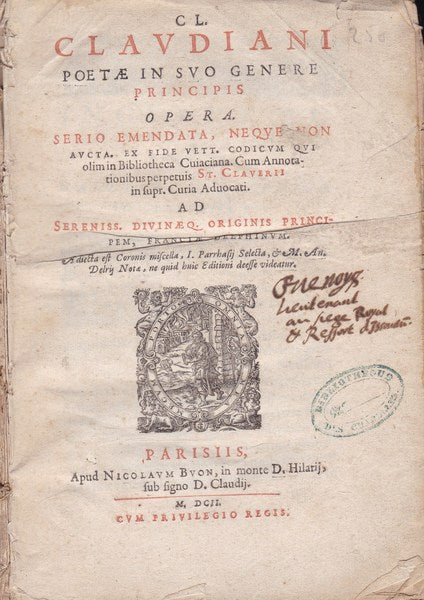 CL.
CLAVDIANI
POETÆ IN SVO GENERE
PRINCIPIS
OPERA.
SERIO EMENDATA, NEQVE NON
AVCTA. EX FIDE VETT. CODICVM QVI
olim in Bibliotheca Cuiaciana. Cum Annota-
tionibus perpetuis ST. CLAVERII
in supr. Curia Aduocati.
AD
SERENISS. DIVINÆQ. ORIGINIS PRINCI-
PEM, FRANCIÆ DELPHINVM.
Adiecta est Coronis miscella, I. Parrhasij Selecta, & M. An.
Delrij Notæ, ne quid huic Editioni deesse videatur.
Lieutenant
au siege Royal
& Ressort
BIBLIOTHEQUE
DES
PARISIIS,
Apud NICOLAVM BVON, in monte D. Hilarij,
sub signo D. Claudij.
M. DCII.
CVM PRIVILEGIO REGIS.